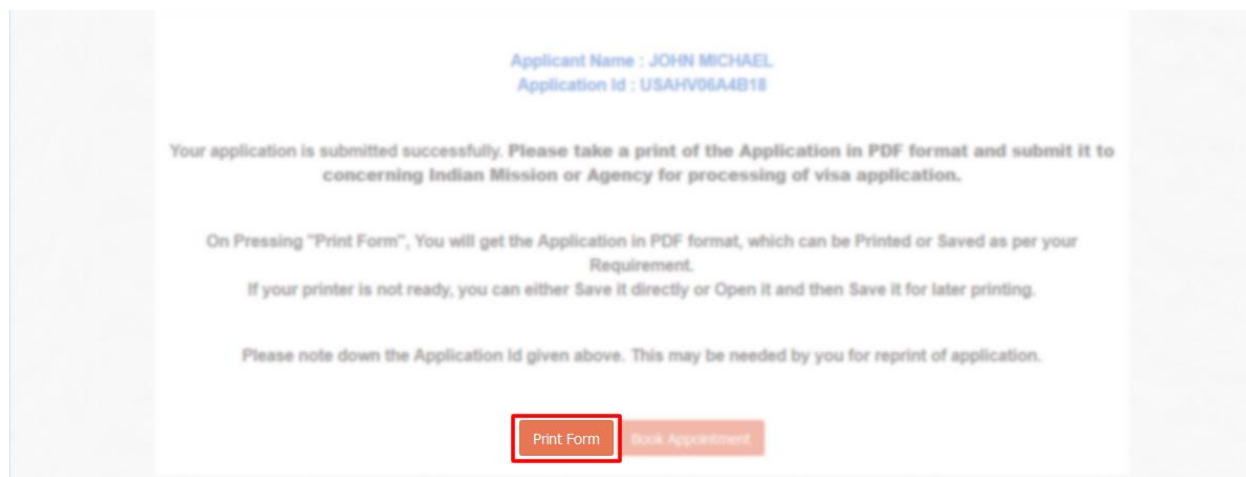 Applicant Name : JOHN MICHAEL
Application Id : USAHV06A4B18
Your application is submitted successfully. Please take a print of the Application in PDF format and submit it to
concerning Indian Mission or Agency for processing of visa application.
On Pressing "Print Form", You will get the Application in PDF format, which can be Printed or Saved as per your
Requirement.
If your printer is not ready, you can either Save it directly or Open it and then Save it for later printing.
Please note down the Application Id given above. This may be needed by you for reprint of application.
Print Form Book Appointment